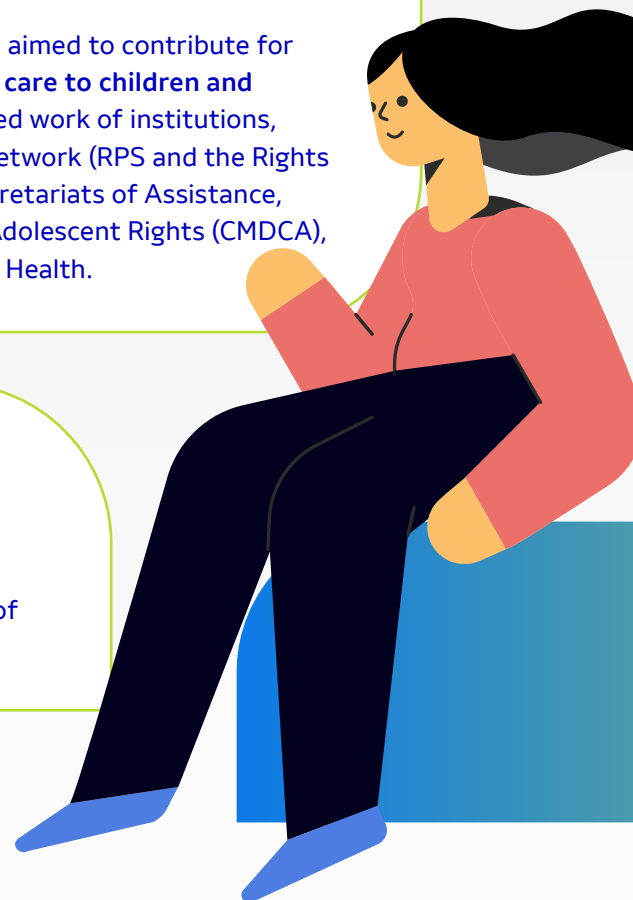 aimed to contribute for
care to children and
ed work of institutions,
etwork (RPS and the Rights
retariats of Assistance,
Adolescent Rights (CMDCA),
Health.
of